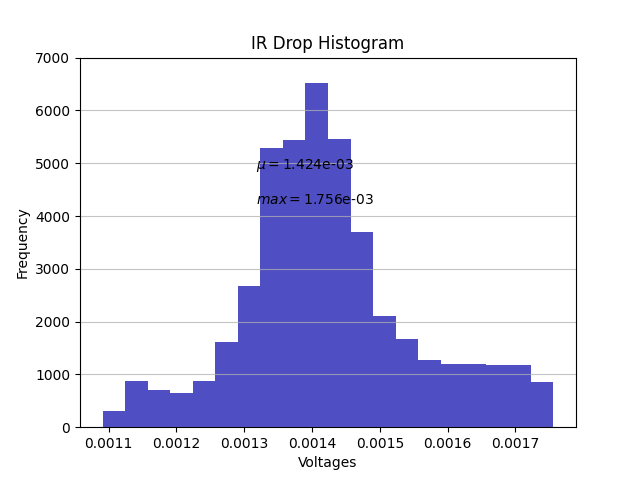 IR Drop Histogram
7000
6000
5000
4000
3000
2000
1000
0
Frequency
μ = 1.424e-03
max = 1.756e-03
0.0011 0.0012 0.0013 0.0014 0.0015 0.0016 0.0017
Voltages